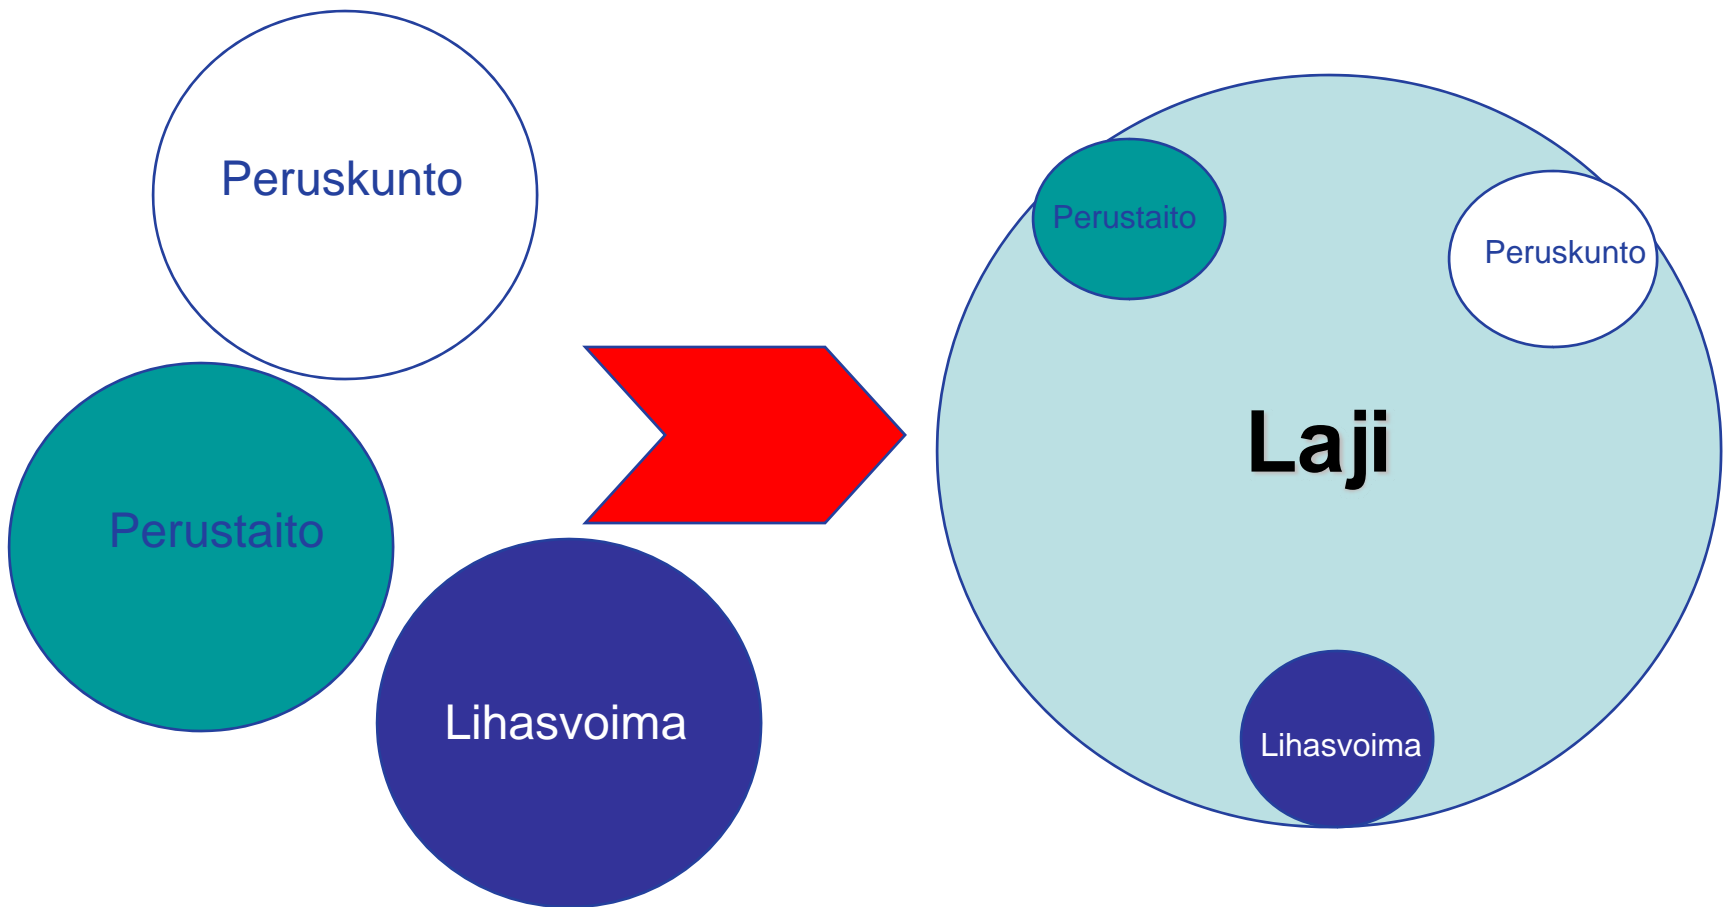 Peruskunto
Perustaito
Lihasvoima
Perustaito
Peruskunto
Laji
Lihasvoima